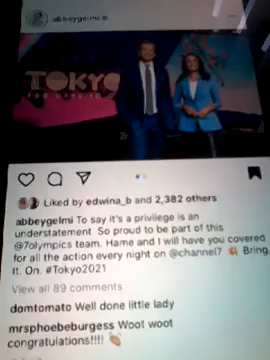 abbeygelmi
TOKYO
100 DAYS TO GO
Liked by edwina_b and 2,382 others
abbeygelmi To say it's a privilege is an
understatement So proud to be part of this
@7olympics team. Hame and I will have you covered
for all the action every night on @channel7 💥 Bring.
It. On. #Tokyo2021
View all 89 comments
domtomato Well done little lady
mrsphoebeburgess Woot woot
congratulations!!!! 👏